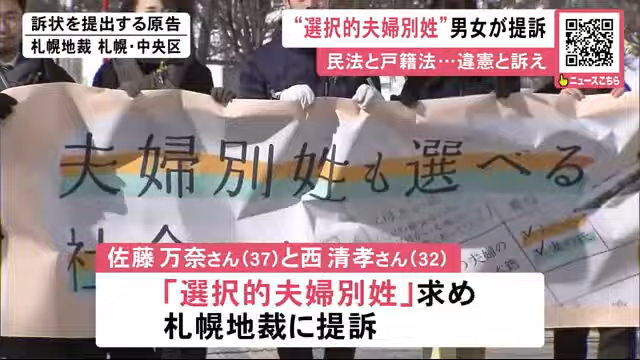 訴状を提出する原告
札幌地裁 札幌・中央区
“選択的夫婦別姓”男女が提訴
民法と戸籍法…違憲と訴え
ニュースこちら
夫婦別姓も選べる
社会
佐藤 万奈さん(37)と西 清孝さん(32)
「選択的夫婦別姓」求め
札幌地裁に提訴